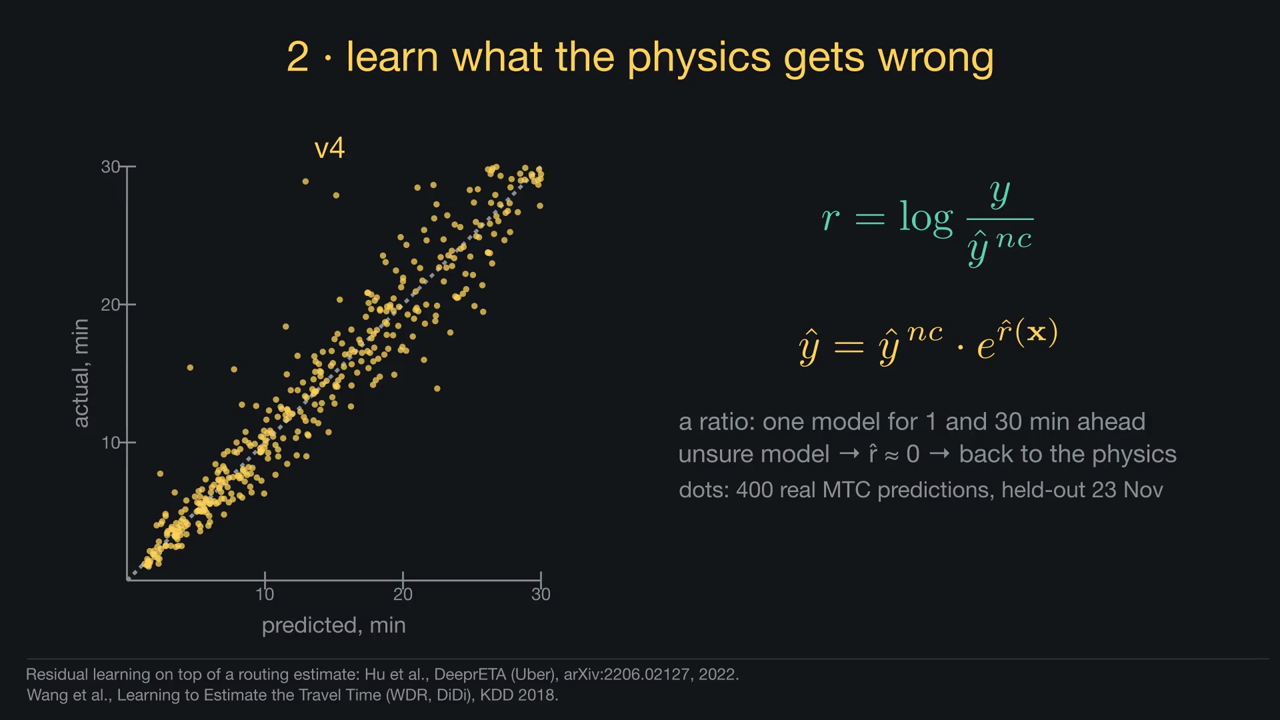 2 · learn what the physics gets wrong
v4
30
20
10
actual, min
10 20 30
predicted, min
r = log y / ŷ^nc
ŷ = ŷ^nc · e^r̂(x)
a ratio: one model for 1 and 30 min ahead
unsure model → r̂ ≈ 0 → back to the physics
dots: 400 real MTC predictions, held-out 23 Nov
Residual learning on top of a routing estimate: Hu et al., DeeprETA (Uber), arXiv:2206.02127, 2022.
Wang et al., Learning to Estimate the Travel Time (WDR, DiDi), KDD 2018.